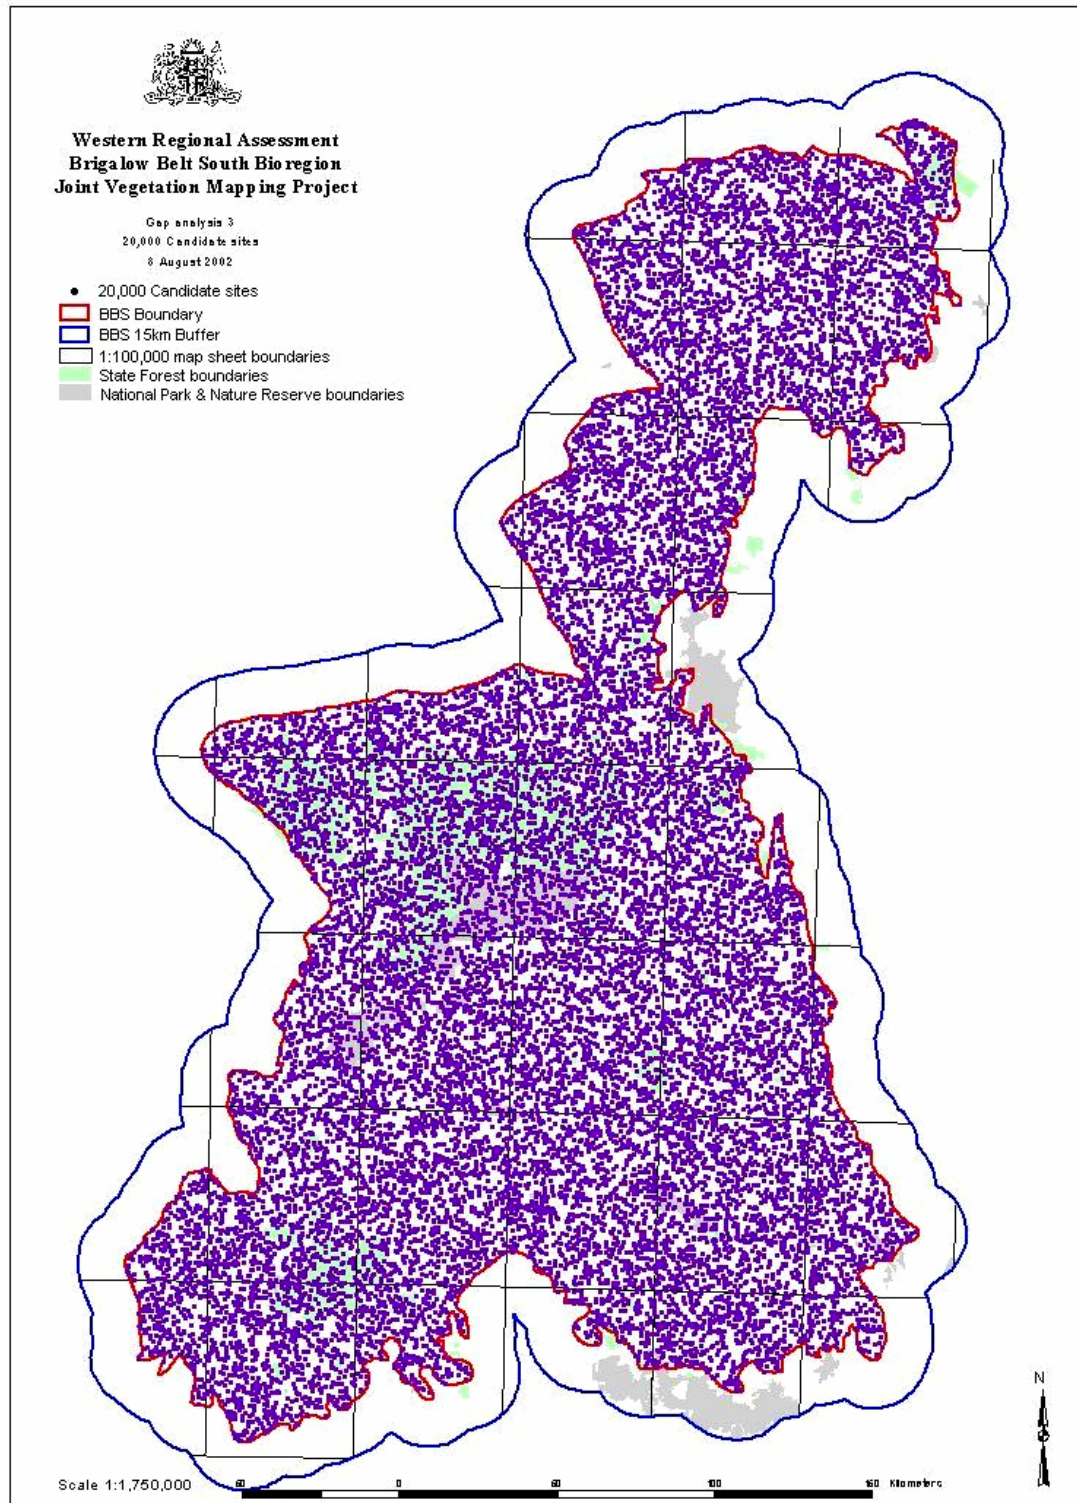 Western Regional Assessment
Brigalow Belt South Bioregion
Joint Vegetation Mapping Project
Gap analysis 3
20,000 Candidate sites
8 August 2002
20,000 Candidate sites
BBS Boundary
BBS 15km Buffer
1:100,000 map sheet boundaries
State Forest boundaries
National Park & Nature Reserve boundaries
N
Scale 1:1,750,000
50 0 50 100 150 Kilometers